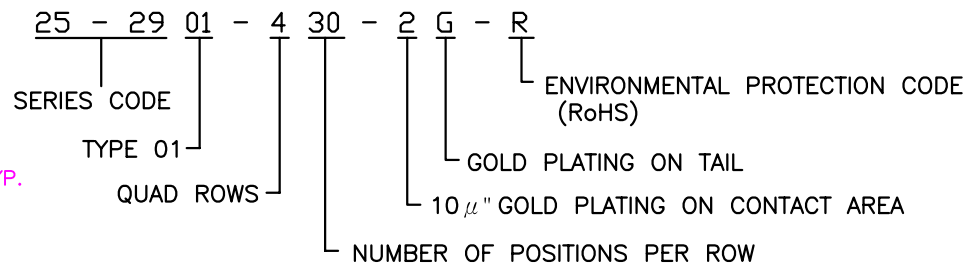 25 - 29 01 - 4 30 - 2 G - R
ENVIRONMENTAL PROTECTION CODE
(RoHS)
SERIES CODE
TYPE 01
GOLD PLATING ON TAIL
YP.
QUAD ROWS
10μ" GOLD PLATING ON CONTACT AREA
NUMBER OF POSITIONS PER ROW